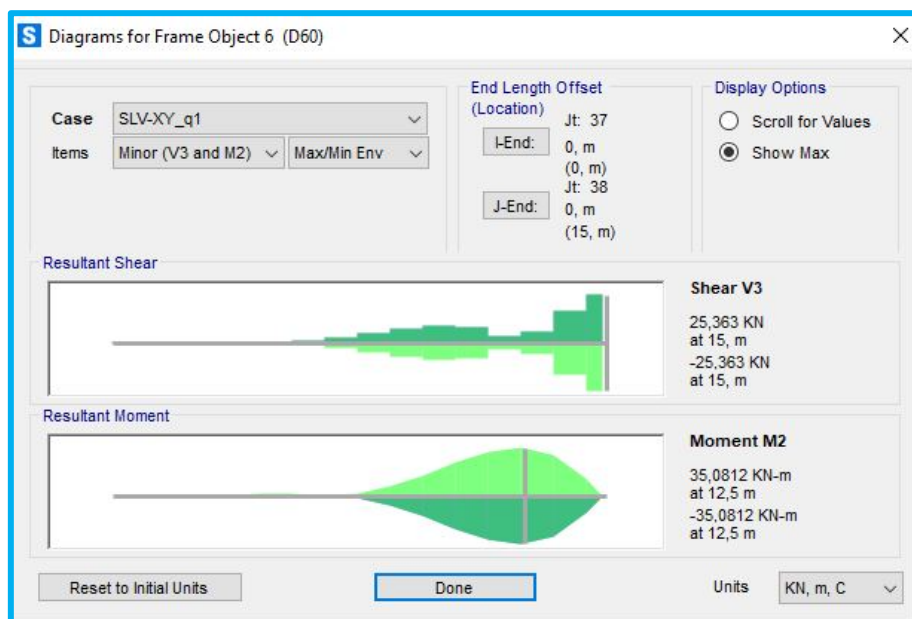 S Diagrams for Frame Object 6 (D60)
Case SLV-XY_q1
Items Minor (V3 and M2) Max/Min Env
End Length Offset
(Location)
Jt: 37
I-End: 0, m
(0, m)
Jt: 38
J-End: 0, m
(15, m)
Display Options
Scroll for Values
Show Max
Resultant Shear
Shear V3
25,363 KN
at 15, m
-25,363 KN
at 15, m
Resultant Moment
Moment M2
35,0812 KN-m
at 12,5 m
-35,0812 KN-m
at 12,5 m
Reset to Initial Units Done Units KN, m, C